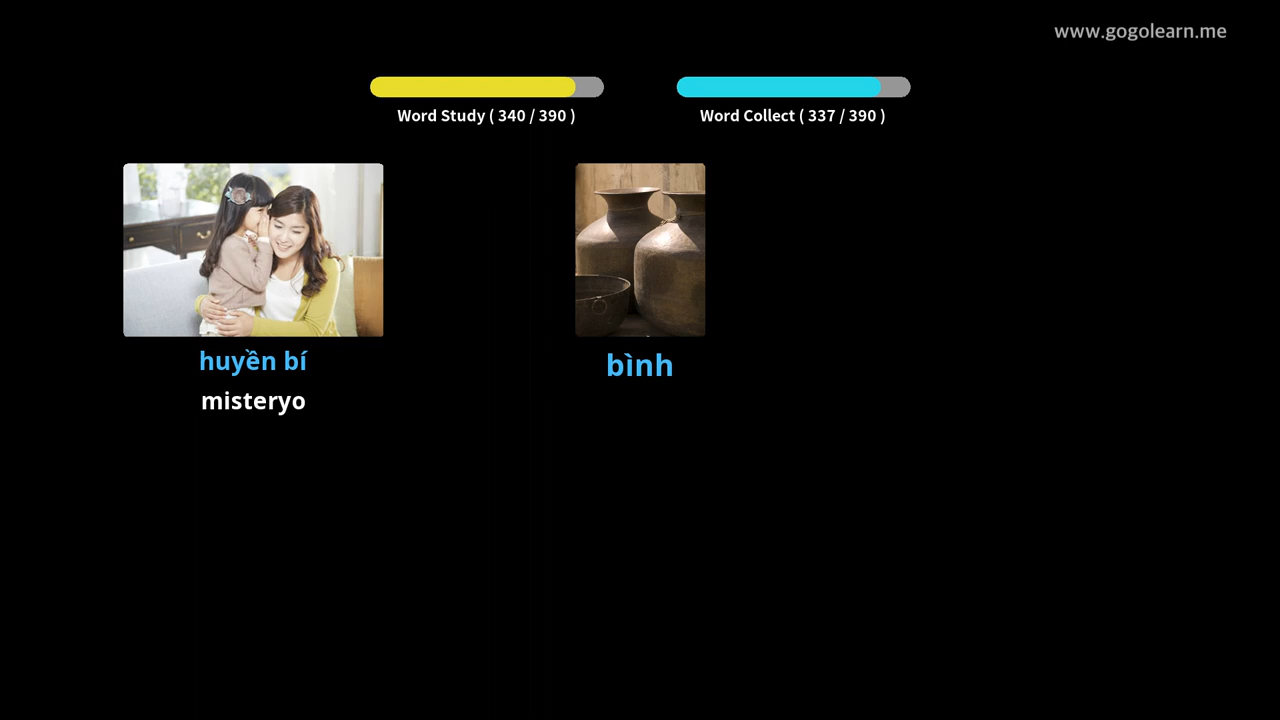 www.gogolearn.me
Word Study ( 340 / 390 )
Word Collect ( 337 / 390 )
huyền bí
misteryo
bình